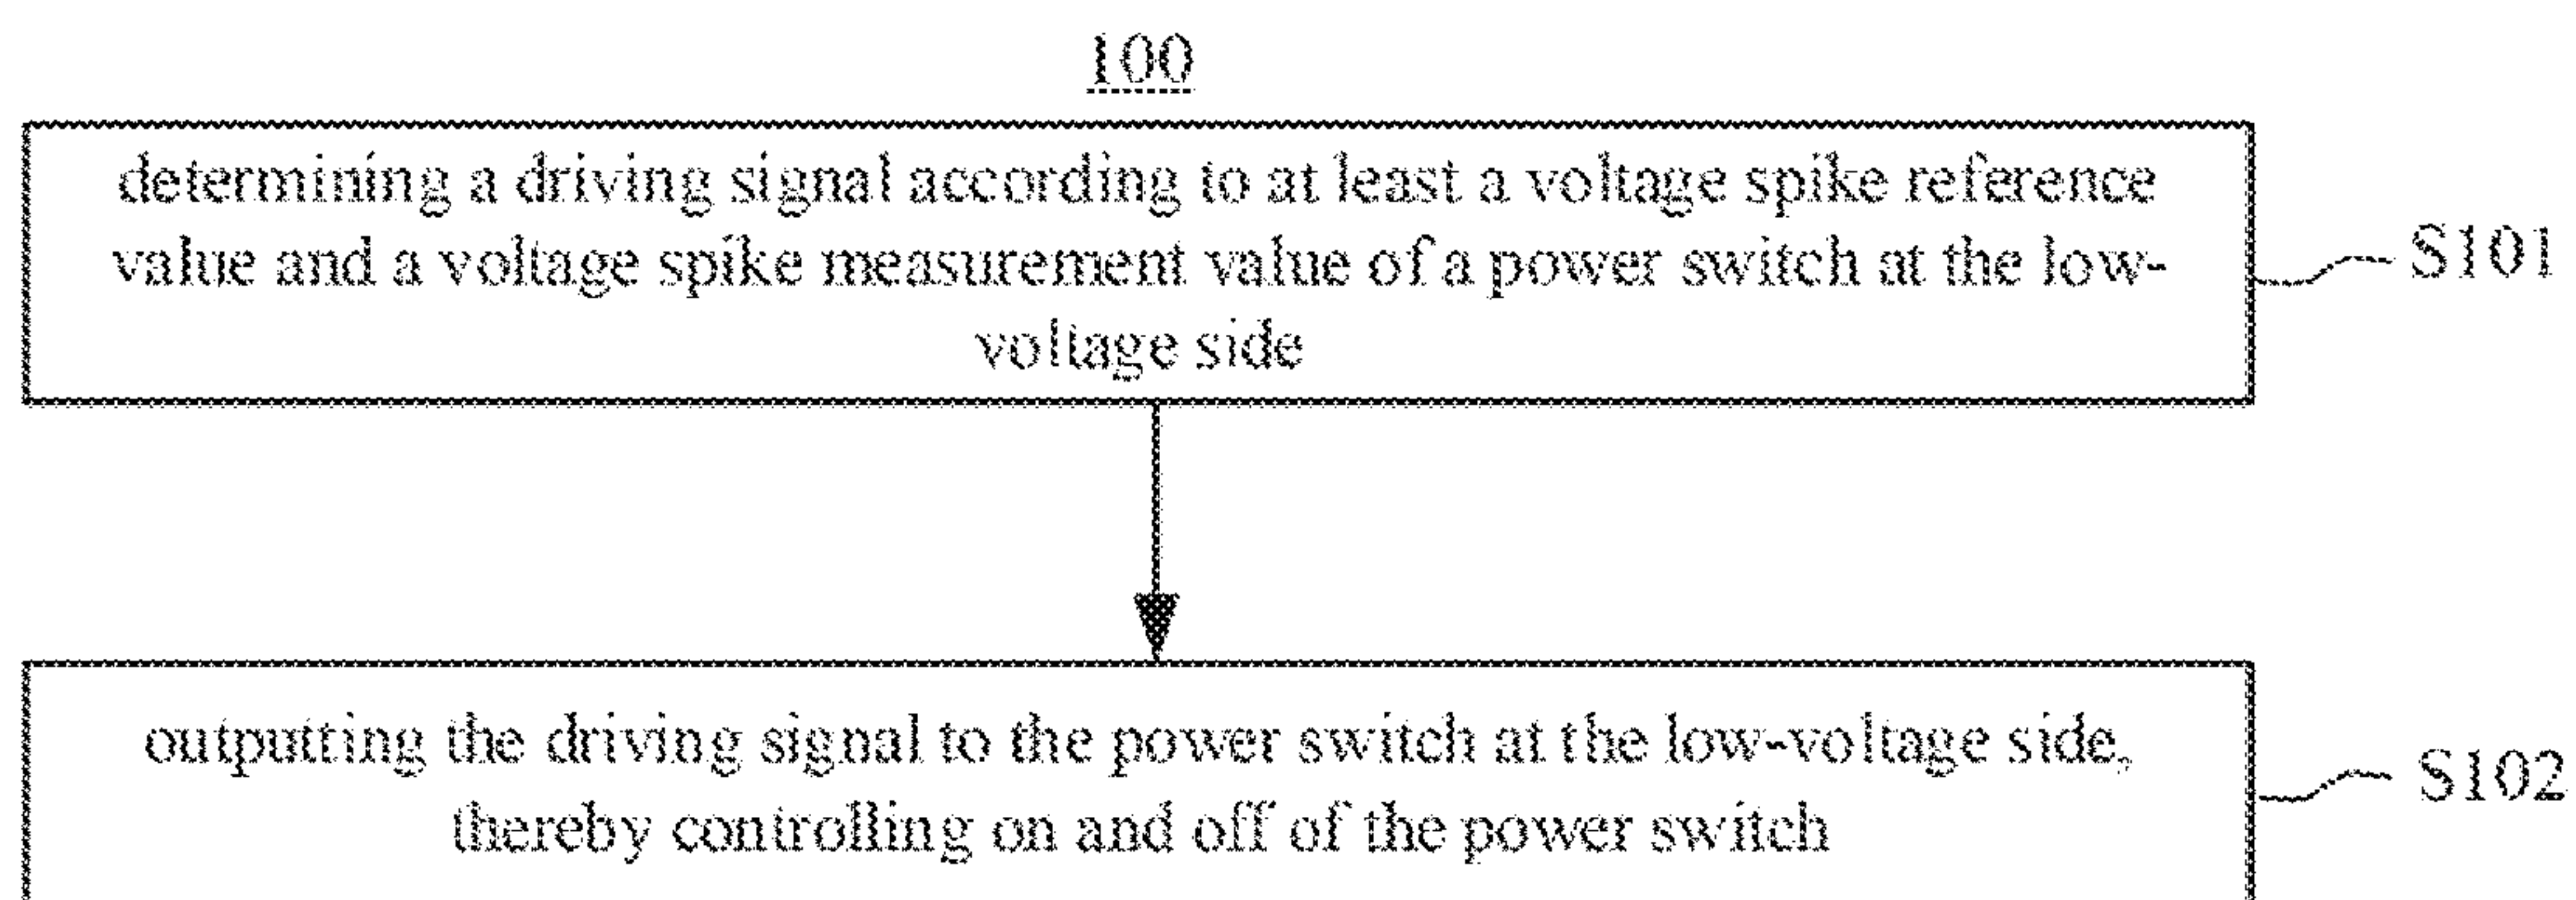 100
determining a driving signal according to at least a voltage spike reference
value and a voltage spike measurement value of a power switch at the low-
voltage side
S101
outputting the driving signal to the power switch at the low-voltage side,
thereby controlling on and off of the power switch
S102